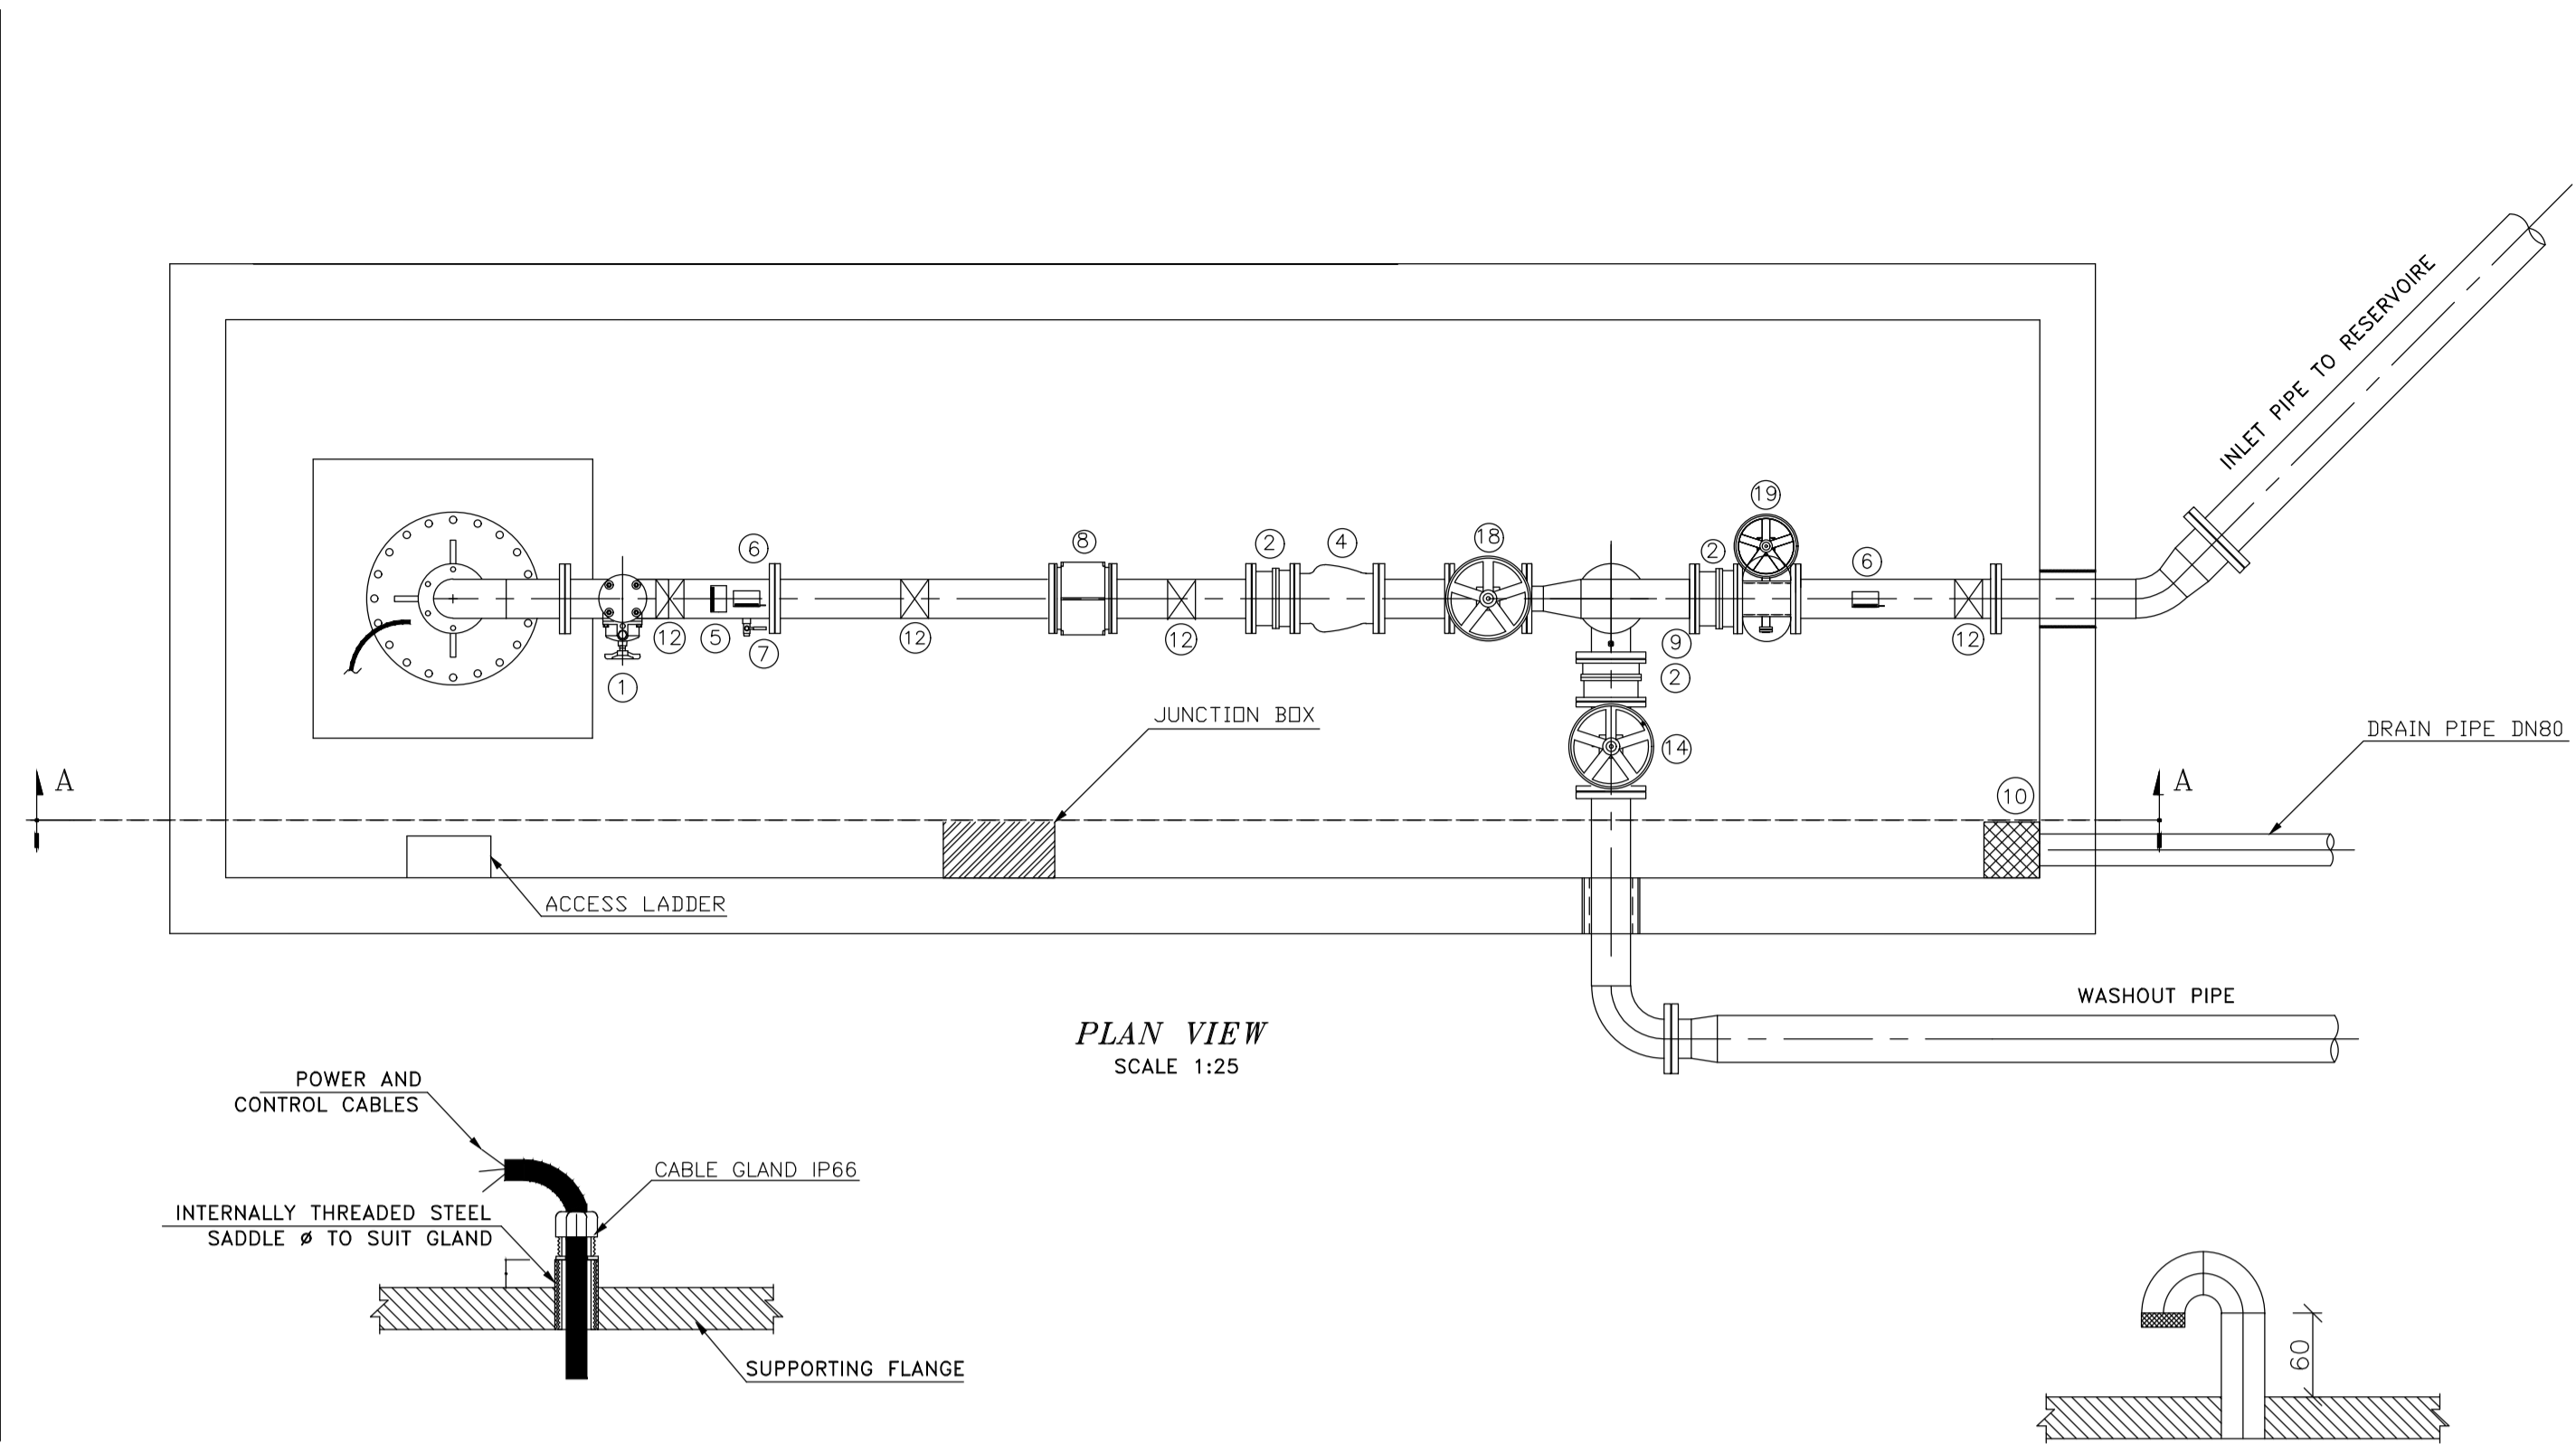 INLET PIPE TO RESERVOIRE
19
6
8
2
4
18
2
6
12
5
7
12
12
9
12
1
2
JUNCTION BOX
14
DRAIN PIPE DN80
A
A
10
ACCESS LADDER
WASHOUT PIPE
PLAN VIEW
SCALE 1:25
POWER AND
CONTROL CABLES
CABLE GLAND IP66
INTERNALLY THREADED STEEL
SADDLE Ø TO SUIT GLAND
SUPPORTING FLANGE
60